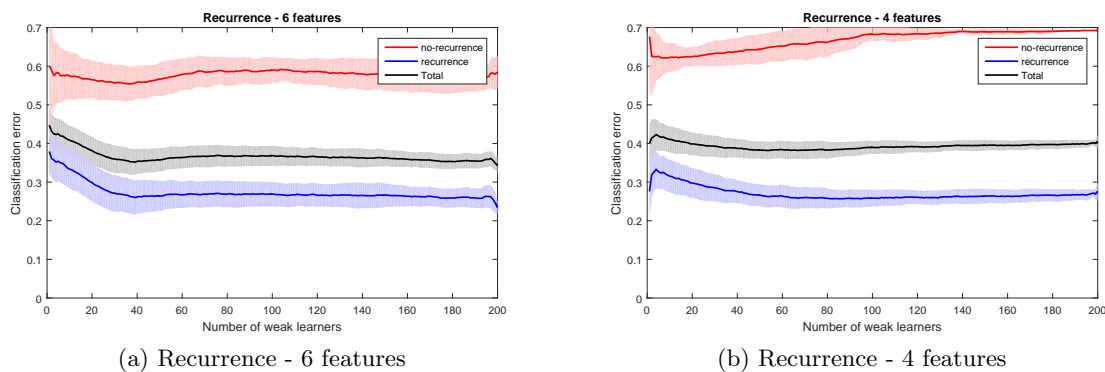 Recurrence - 6 features
0.7
0.6
0.5
0.4
0.3
0.2
0.1
0
Classification error
no-recurrence
recurrence
Total
0 20 40 60 80 100 120 140 160 180 200
Number of weak learners
(a) Recurrence - 6 features
Recurrence - 4 features
0.7
0.6
0.5
0.4
0.3
0.2
0.1
0
Classification error
no-recurrence
recurrence
Total
0 20 40 60 80 100 120 140 160 180 200
Number of weak learners
(b) Recurrence - 4 features